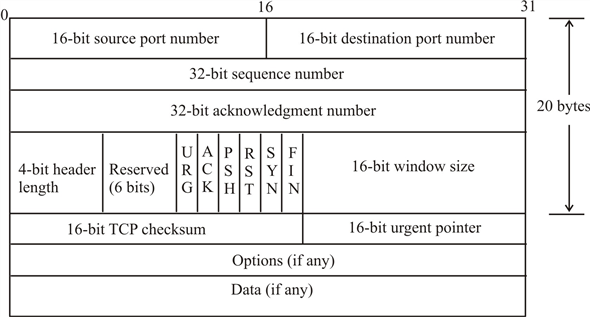 0 16 31
16-bit source port number 16-bit destination port number
32-bit sequence number
32-bit acknowledgment number
20 bytes
4-bit header length
Reserved (6 bits)
URG
ACK
PSH
RST
SYN
FIN
16-bit window size
16-bit TCP checksum 16-bit urgent pointer
Options (if any)
Data (if any)